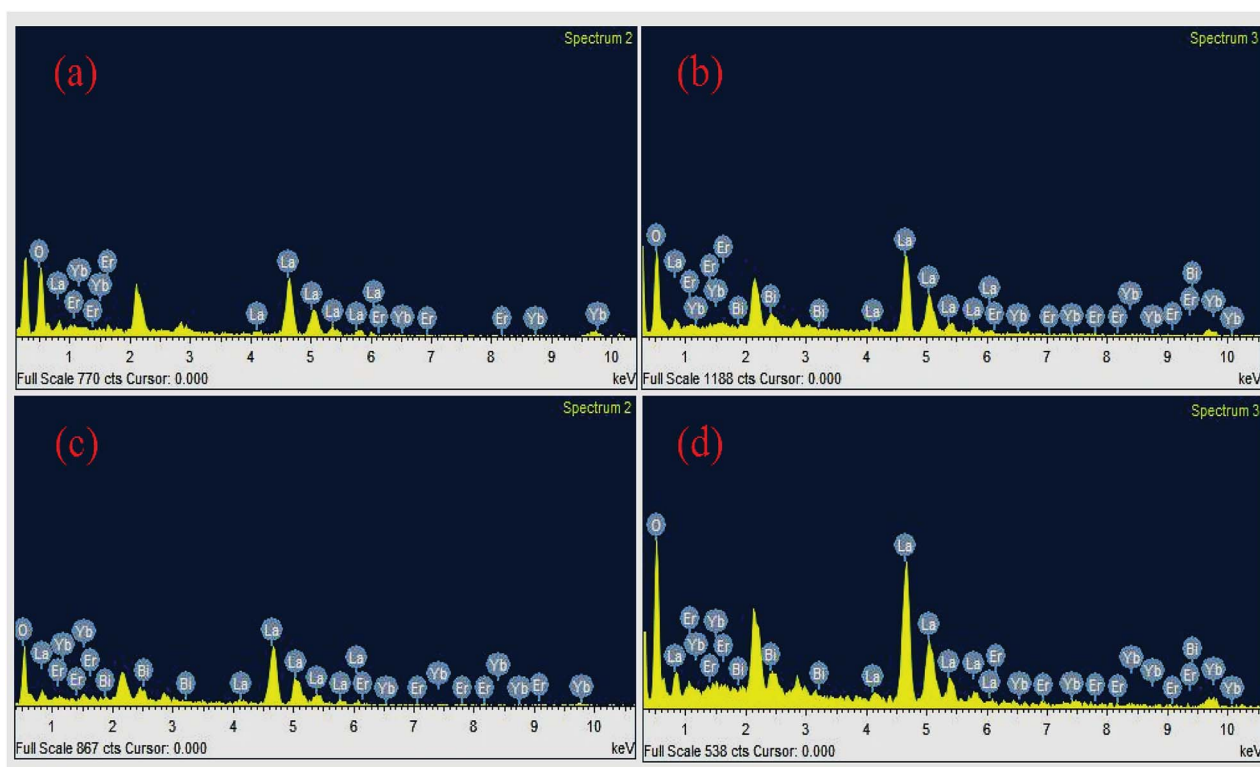 Spectrum 2
(a)
O La Er Yb Er Yb Er La La La La La La Er Yb Er Er Yb Yb
1 2 3 4 5 6 7 8 9 10
Full Scale 770 cts Cursor: 0.000 keV
Spectrum 3
(b)
O La Er Yb Er Yb Er Bi Bi Bi La La La La La La Er Yb Er Yb Er Er Yb Yb Er Er Bi Yb Yb
1 2 3 4 5 6 7 8 9 10
Full Scale 1188 cts Cursor: 0.000 keV
Spectrum 2
(c)
O La Er Yb Er Yb Er Bi Bi Bi La La La La La La Er Yb Er Yb Er Er Yb Yb Er Yb
1 2 3 4 5 6 7 8 9 10
Full Scale 867 cts Cursor: 0.000 keV
Spectrum 3
(d)
O La Er Yb Er Yb Er Bi Bi Bi La La La La La La Er Yb Er Yb Er Er Yb Yb Er Er Bi Yb Yb
1 2 3 4 5 6 7 8 9 10
Full Scale 538 cts Cursor: 0.000 keV